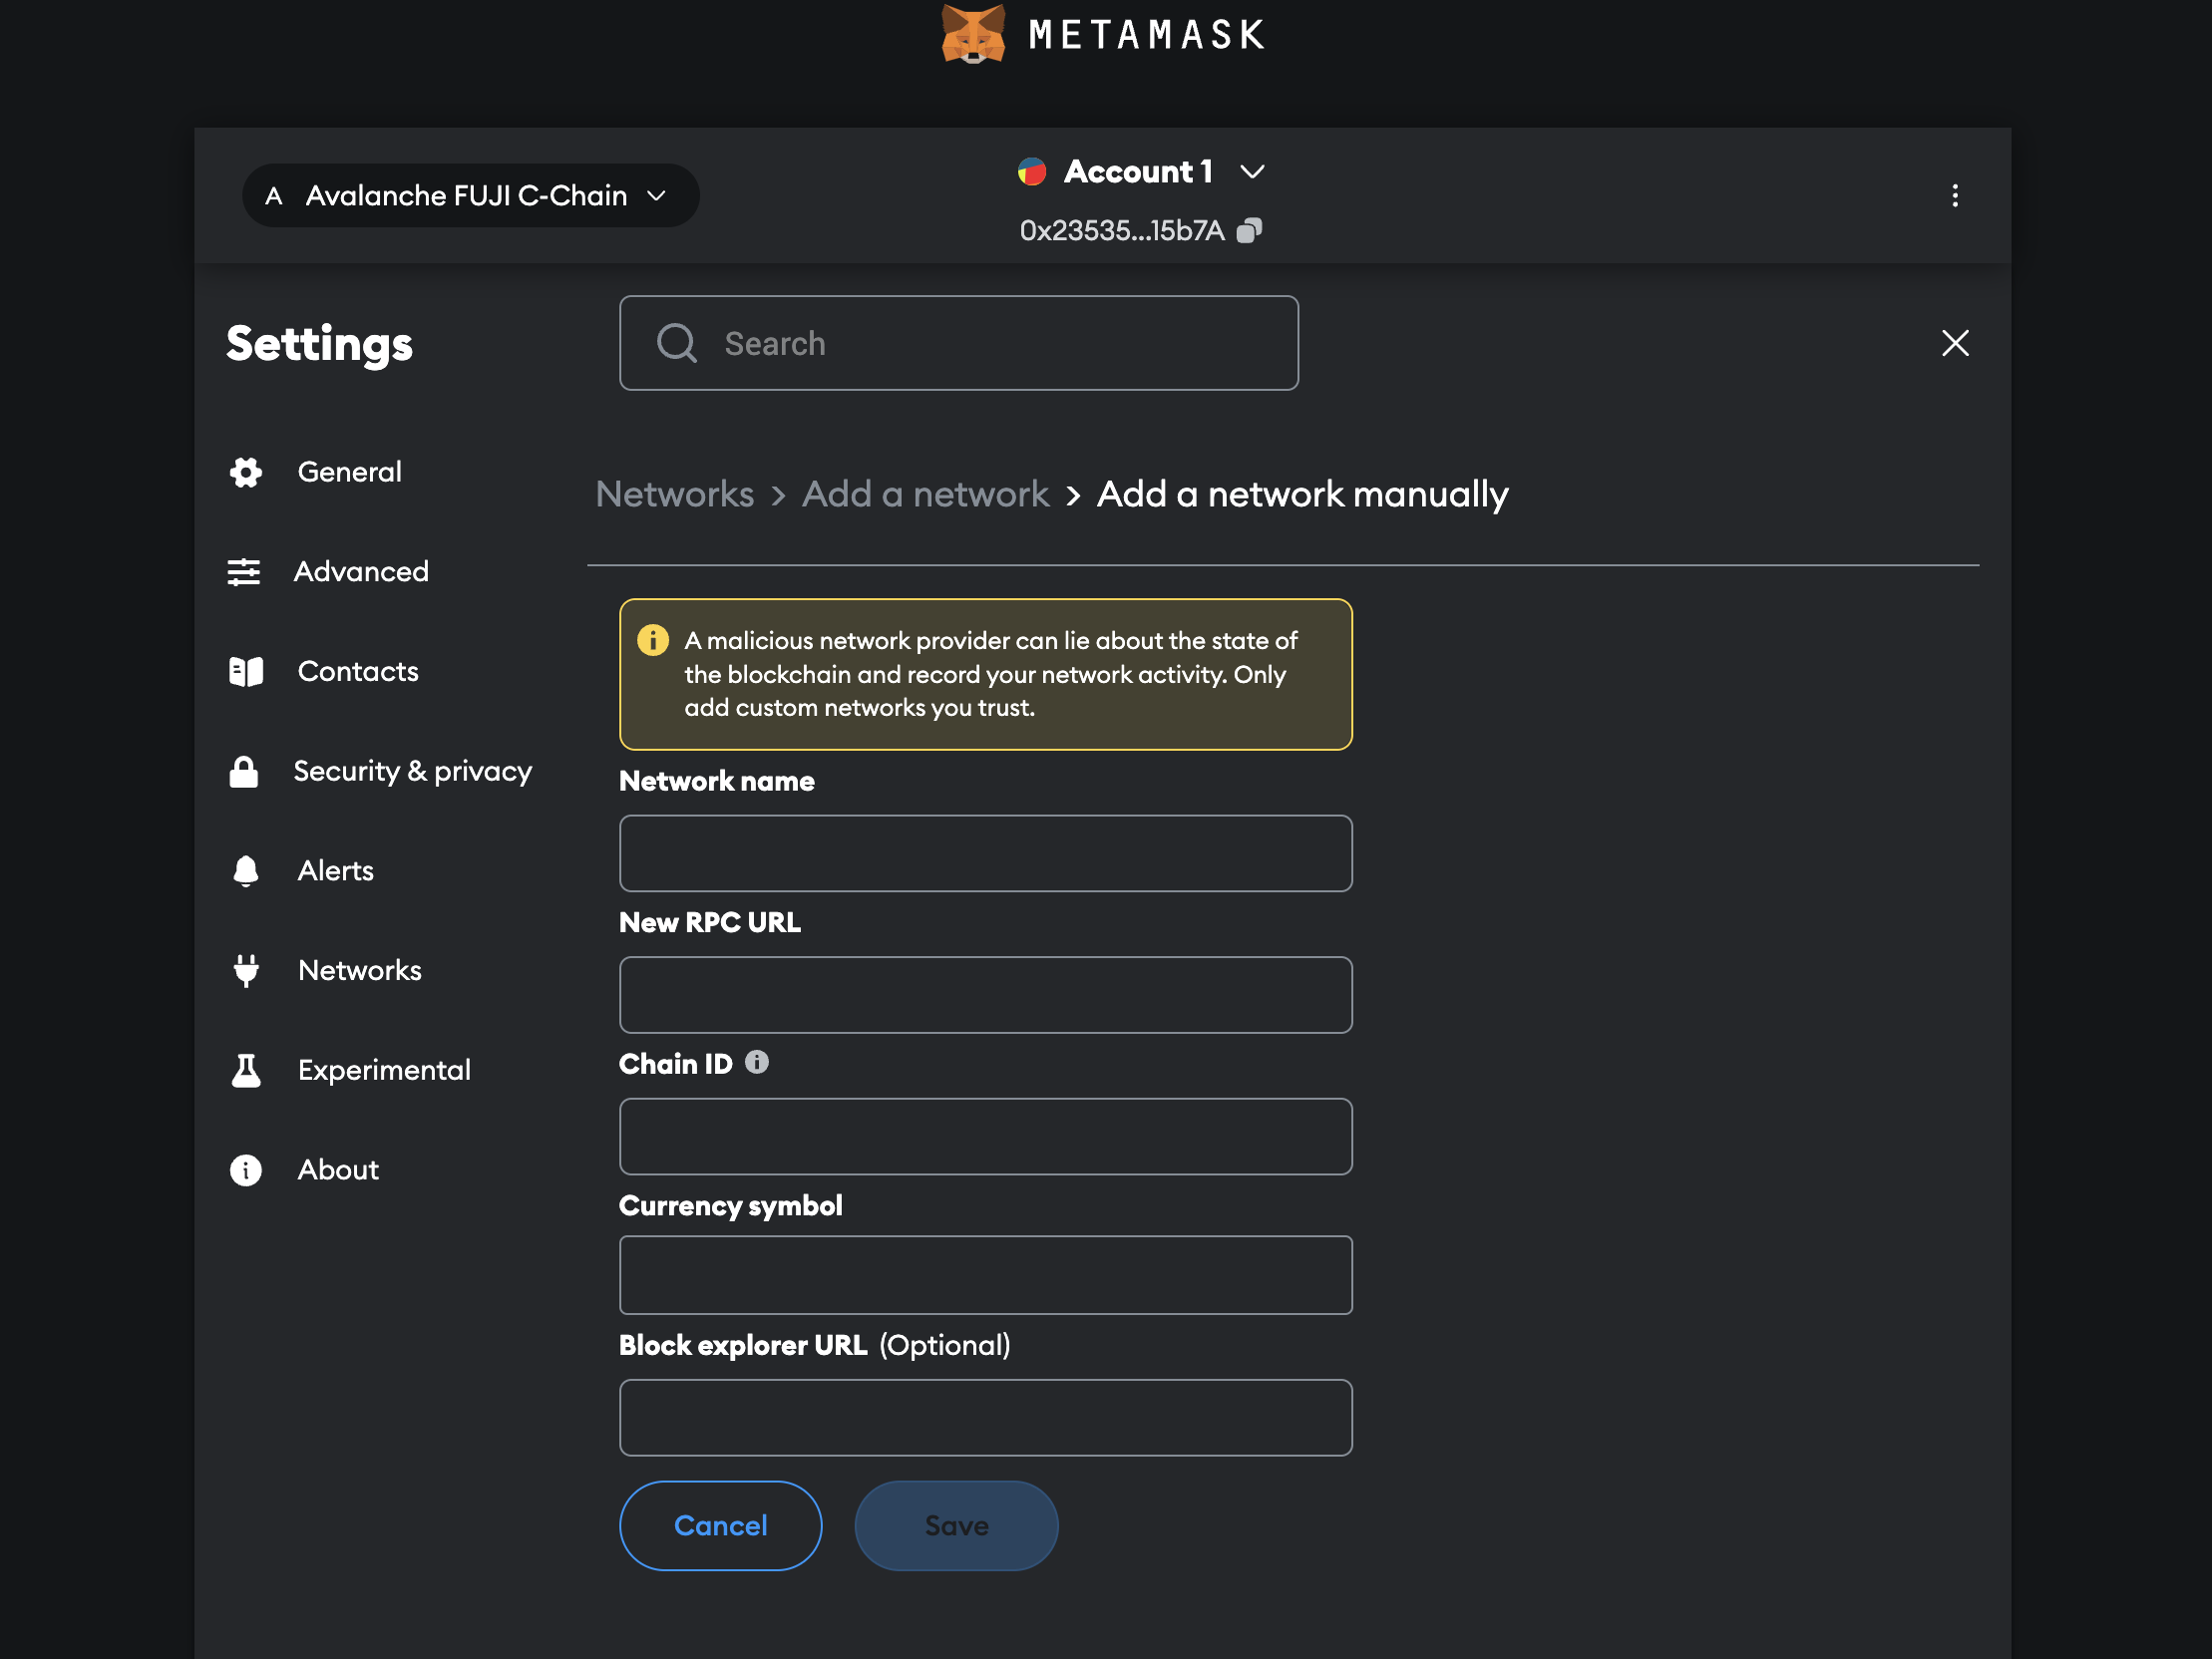 METAMASK
A Avalanche FUJI C-Chain
Account 1
0x23535...15b7A
Settings
Search
General
Advanced
Contacts
Security & privacy
Alerts
Networks
Experimental
About
Networks > Add a network > Add a network manually
A malicious network provider can lie about the state of
the blockchain and record your network activity. Only
add custom networks you trust.
Network name
New RPC URL
Chain ID
Currency symbol
Block explorer URL (Optional)
Cancel
Save